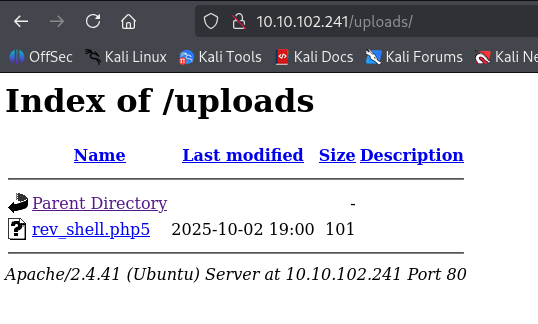 10.10.102.241/uploads/
OffSec Kali Linux Kali Tools Kali Docs Kali Forums Kali Ne
Index of /uploads
Name Last modified Size Description
Parent Directory -
rev_shell.php5 2025-10-02 19:00 101
Apache/2.4.41 (Ubuntu) Server at 10.10.102.241 Port 80